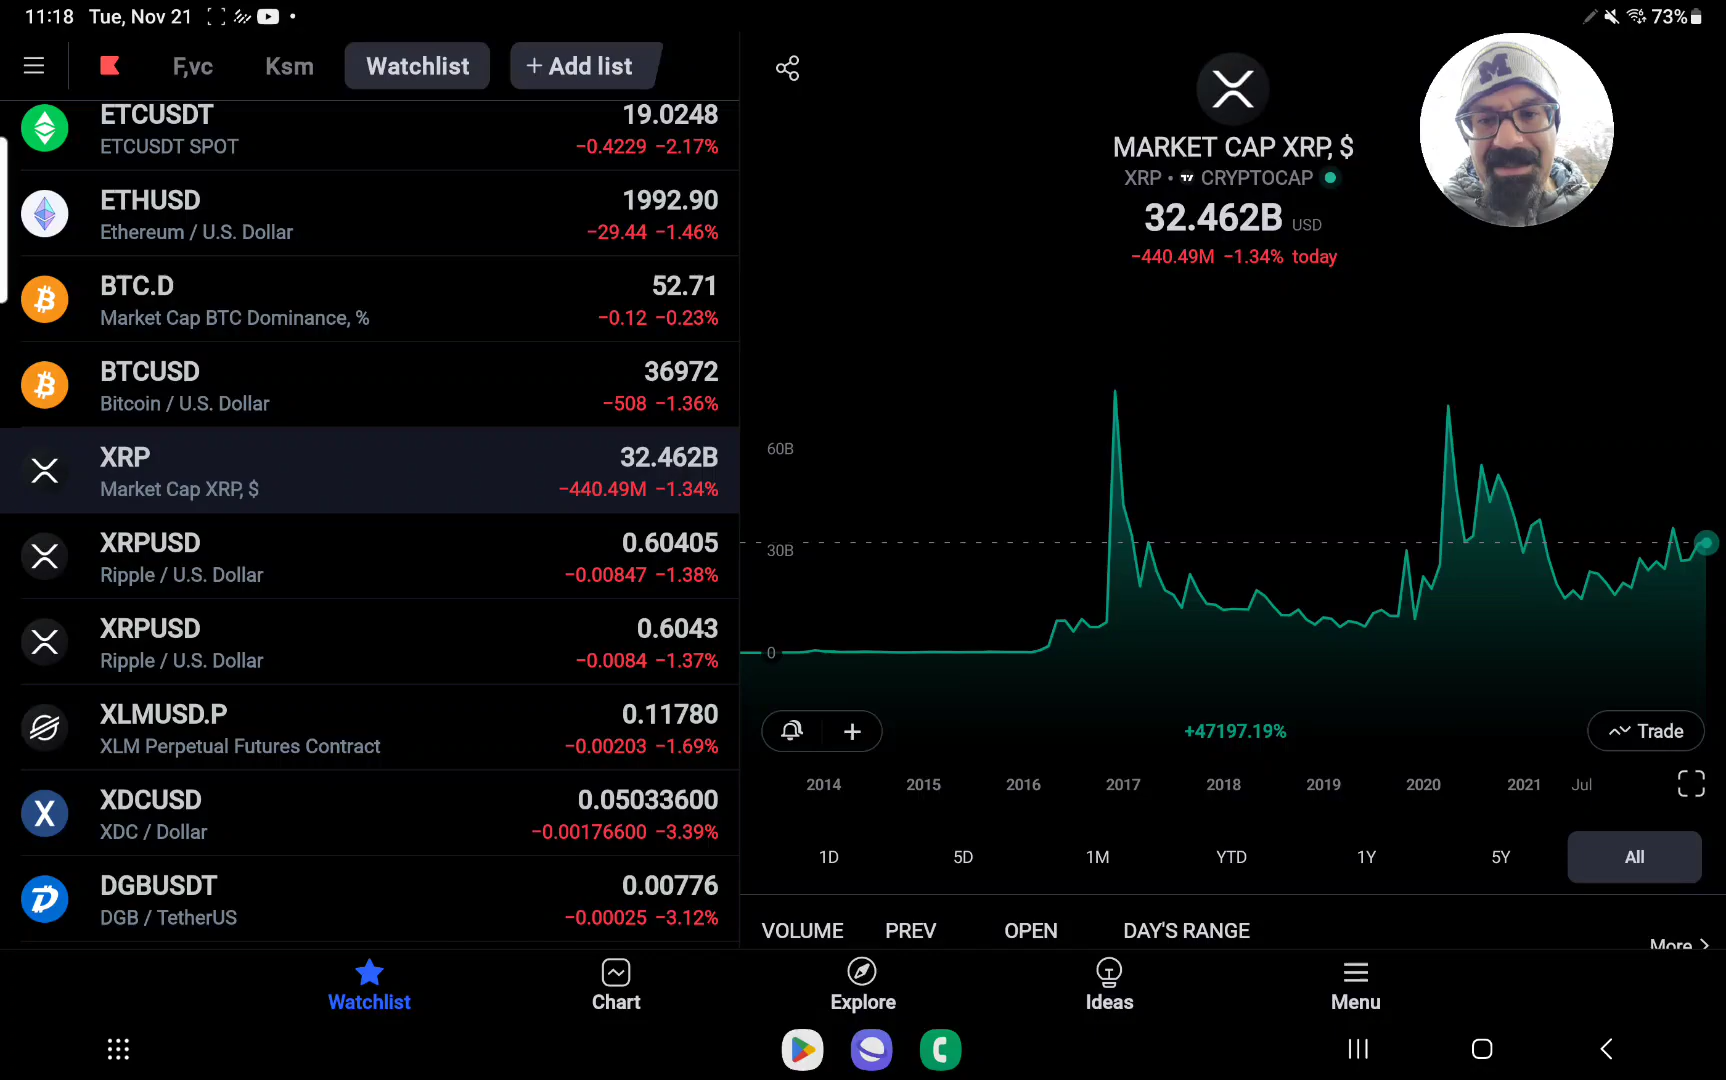 11:18 Tue, Nov 21
73%
F,vc Ksm Watchlist + Add list
ETCUSDT 19.0248
ETCUSDT SPOT −0.4229 −2.17%
ETHUSD 1992.90
Ethereum / U.S. Dollar −29.44 −1.46%
BTC.D 52.71
Market Cap BTC Dominance, % −0.12 −0.23%
BTCUSD 36972
Bitcoin / U.S. Dollar −508 −1.36%
XRP 32.462B
Market Cap XRP, $ −440.49M −1.34%
XRPUSD 0.60405
Ripple / U.S. Dollar −0.00847 −1.38%
XRPUSD 0.6043
Ripple / U.S. Dollar −0.0084 −1.37%
XLMUSD.P 0.11780
XLM Perpetual Futures Contract −0.00203 −1.69%
XDCUSD 0.05033600
XDC / Dollar −0.00176600 −3.39%
DGBUSDT 0.00776
DGB / TetherUS −0.00025 −3.12%
M
MARKET CAP XRP, $
XRP • CRYPTOCAP
32.462B USD
−440.49M −1.34% today
60B
30B
0
+47197.19%
Trade
2014 2015 2016 2017 2018 2019 2020 2021 Jul
1D 5D 1M YTD 1Y 5Y All
VOLUME PREV OPEN DAY'S RANGE
More >
Watchlist Chart Explore Ideas Menu